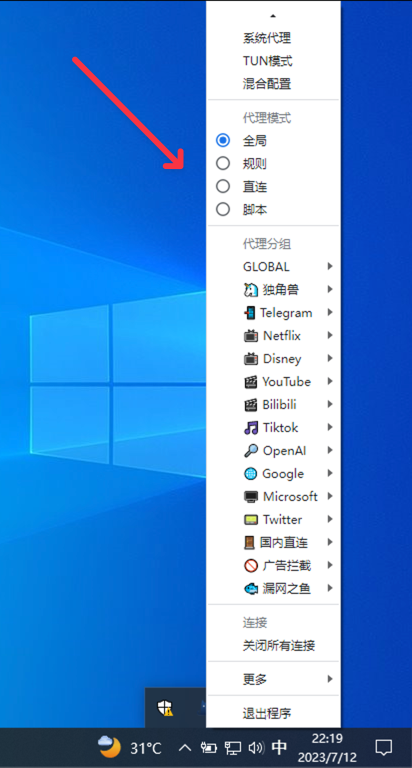 系统代理
TUN模式
混合配置
代理模式
全局
规则
直连
脚本
代理分组
GLOBAL
独角兽
Telegram
Netflix
Disney
YouTube
Bilibili
Tiktok
OpenAI
Google
Microsoft
Twitter
国内直连
广告拦截
漏网之鱼
连接
关闭所有连接
更多
退出程序
31°C
中
22:19
2023/7/12